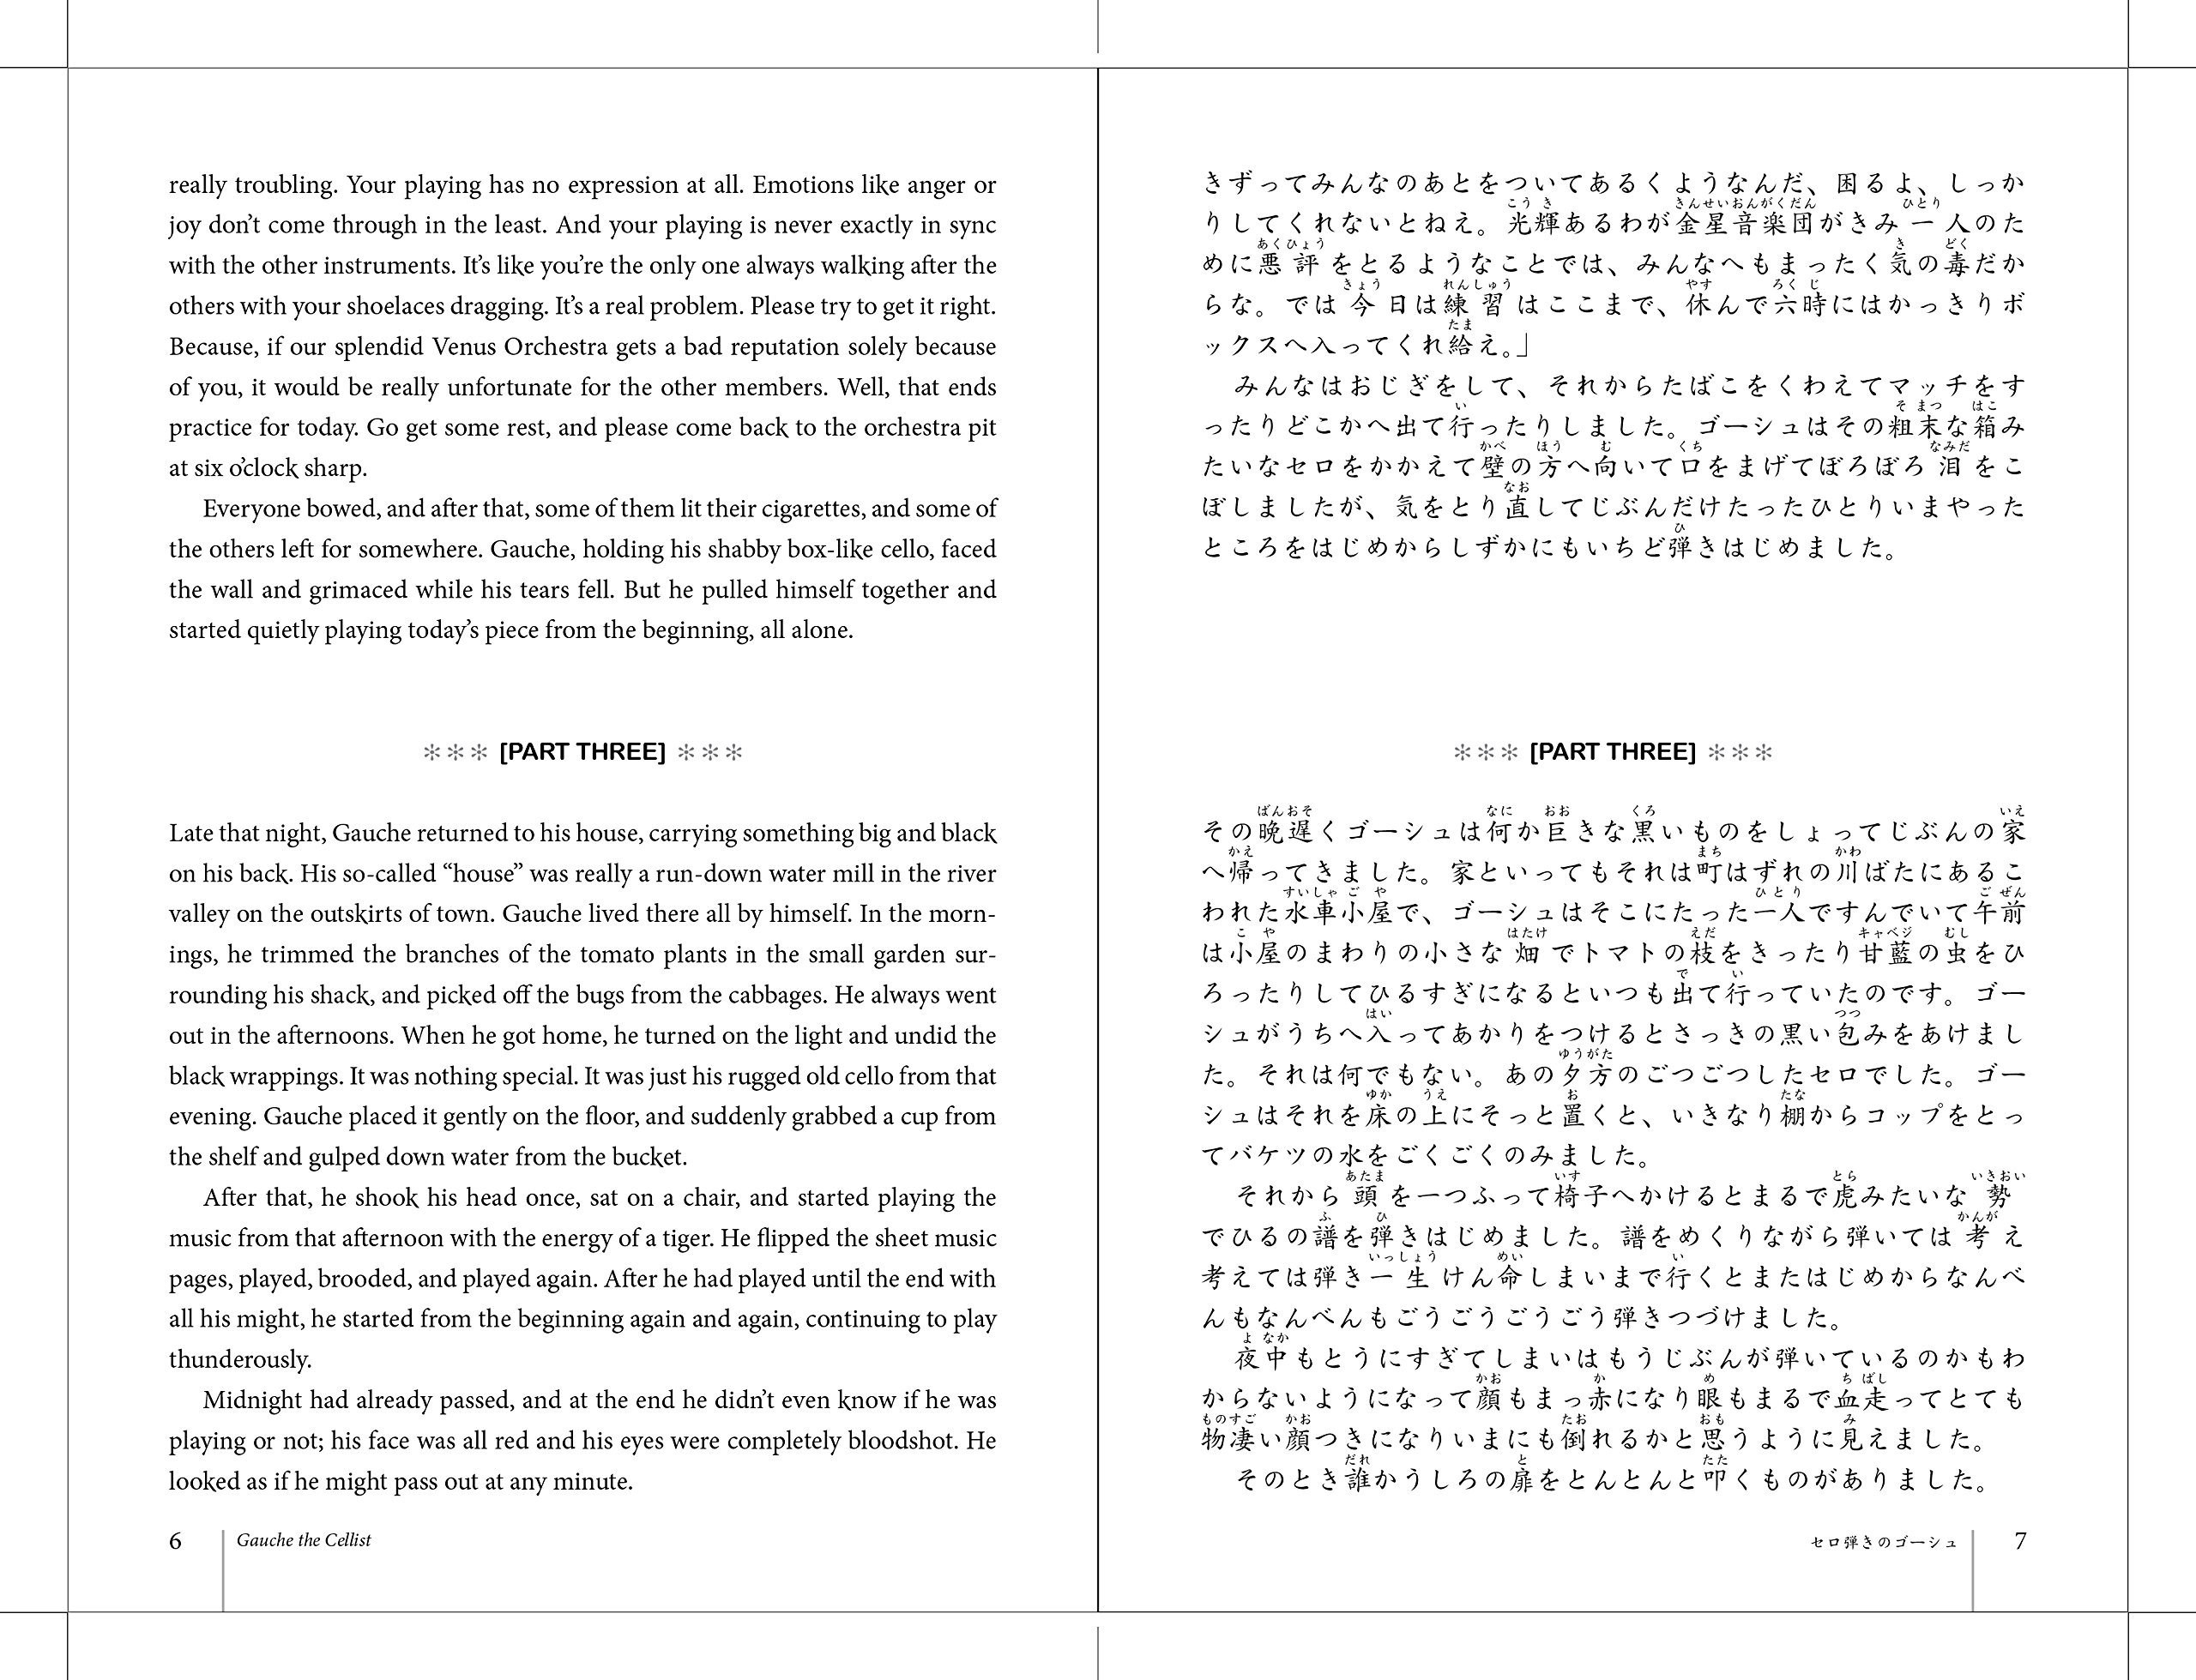 really troubling. Your playing has no expression at all. Emotions like anger or
joy don’t come through in the least. And your playing is never exactly in sync
with the other instruments. It’s like you’re the only one always walking after the
others with your shoelaces dragging. It’s a real problem. Please try to get it right.
Because, if our splendid Venus Orchestra gets a bad reputation solely because
of you, it would be really unfortunate for the other members. Well, that ends
practice for today. Go get some rest, and please come back to the orchestra pit
at six o’clock sharp.
Everyone bowed, and after that, some of them lit their cigarettes, and some of
the others left for somewhere. Gauche, holding his shabby box-like cello, faced
the wall and grimaced while his tears fell. But he pulled himself together and
started quietly playing today’s piece from the beginning, all alone.
*** [PART THREE] ***
Late that night, Gauche returned to his house, carrying something big and black
on his back. His so-called “house” was really a run-down water mill in the river
valley on the outskirts of town. Gauche lived there all by himself. In the morn-
ings, he trimmed the branches of the tomato plants in the small garden sur-
rounding his shack, and picked off the bugs from the cabbages. He always went
out in the afternoons. When he got home, he turned on the light and undid the
black wrappings. It was nothing special. It was just his rugged old cello from that
evening. Gauche placed it gently on the floor, and suddenly grabbed a cup from
the shelf and gulped down water from the bucket.
After that, he shook his head once, sat on a chair, and started playing the
music from that afternoon with the energy of a tiger. He flipped the sheet music
pages, played, brooded, and played again. After he had played until the end with
all his might, he started from the beginning again and again, continuing to play
thunderously.
Midnight had already passed, and at the end he didn’t even know if he was
playing or not; his face was all red and his eyes were completely bloodshot. He
looked as if he might pass out at any minute.
6 Gauche the Cellist
きずってみんなのあとをついてあるくようなんだ、困るよ、しっか
こうき きんせいおんがくだん ひとり
りしてくれないとねえ。光輝あるわが金星音楽団がきみ一人のた
あくひょう き どく
めに悪評をとるようなことでは、みんなへもまったく気の毒だか
きょう れんしゅう やす ろくじ
らな。では今日は練習はここまで、休んで六時にはかっきりボ
たま
ックスへ入ってくれ給え。」
みんなはおじぎをして、それからたばこをくわえてマッチをす
い そまつ はこ
ったりどこかへ出て行ったりしました。ゴーシュはその粗末な箱み
かべ ほう む くち なみだ
たいなセロをかかえて壁の方へ向いて口をまげてぼろぼろ泪をこ
なお
ぼしましたが、気をとり直してじぶんだけたったひとりいまやった
ひ
ところをはじめからしずかにもいちど弾きはじめました。
*** [PART THREE] ***
ばんおそ なに おお くろ いえ
その晩遅くゴーシュは何か巨きな黒いものをしょってじぶんの家
かえ まち かわ
へ帰ってきました。家といってもそれは町はずれの川ばたにあるこ
すいしゃごや ひとり ごぜん
われた水車小屋で、ゴーシュはそこにたった一人ですんでいて午前
こや はたけ えだ キャベジ むし
は小屋のまわりの小さな畑でトマトの枝をきったり甘藍の虫をひ
で い
ろったりしてひるすぎになるといつも出て行っていたのです。ゴー
はい つつ
シュがうちへ入ってあかりをつけるとさっきの黒い包みをあけまし
ゆうがた
た。それは何でもない。あの夕方のごつごつしたセロでした。ゴー
ゆか うえ お たな
シュはそれを床の上にそっと置くと、いきなり棚からコップをとっ
てバケツの水をごくごくのみました。
あたま いす とら いきおい
それから頭を一つふって椅子へかけるとまるで虎みたいな勢
ふ ひ かんが
でひるの譜を弾きはじめました。譜をめくりながら弾いては考え
いっしょう めい い
考えては弾き一生けん命しまいまで行くとまたはじめからなんべ
んもなんべんもごうごうごうごう弾きつづけました。
よなか
夜中もとうにすぎてしまいはもうじぶんが弾いているのかもわ
かお か め ちばし
からないようになって顔もまっ赤になり眼もまるで血走ってとても
ものすご かお たお おも み
物凄い顔つきになりいまにも倒れるかと思うように見えました。
だれ と たた
そのとき誰かうしろの扉をとんとんと叩くものがありました。
セロ弾きのゴーシュ 7